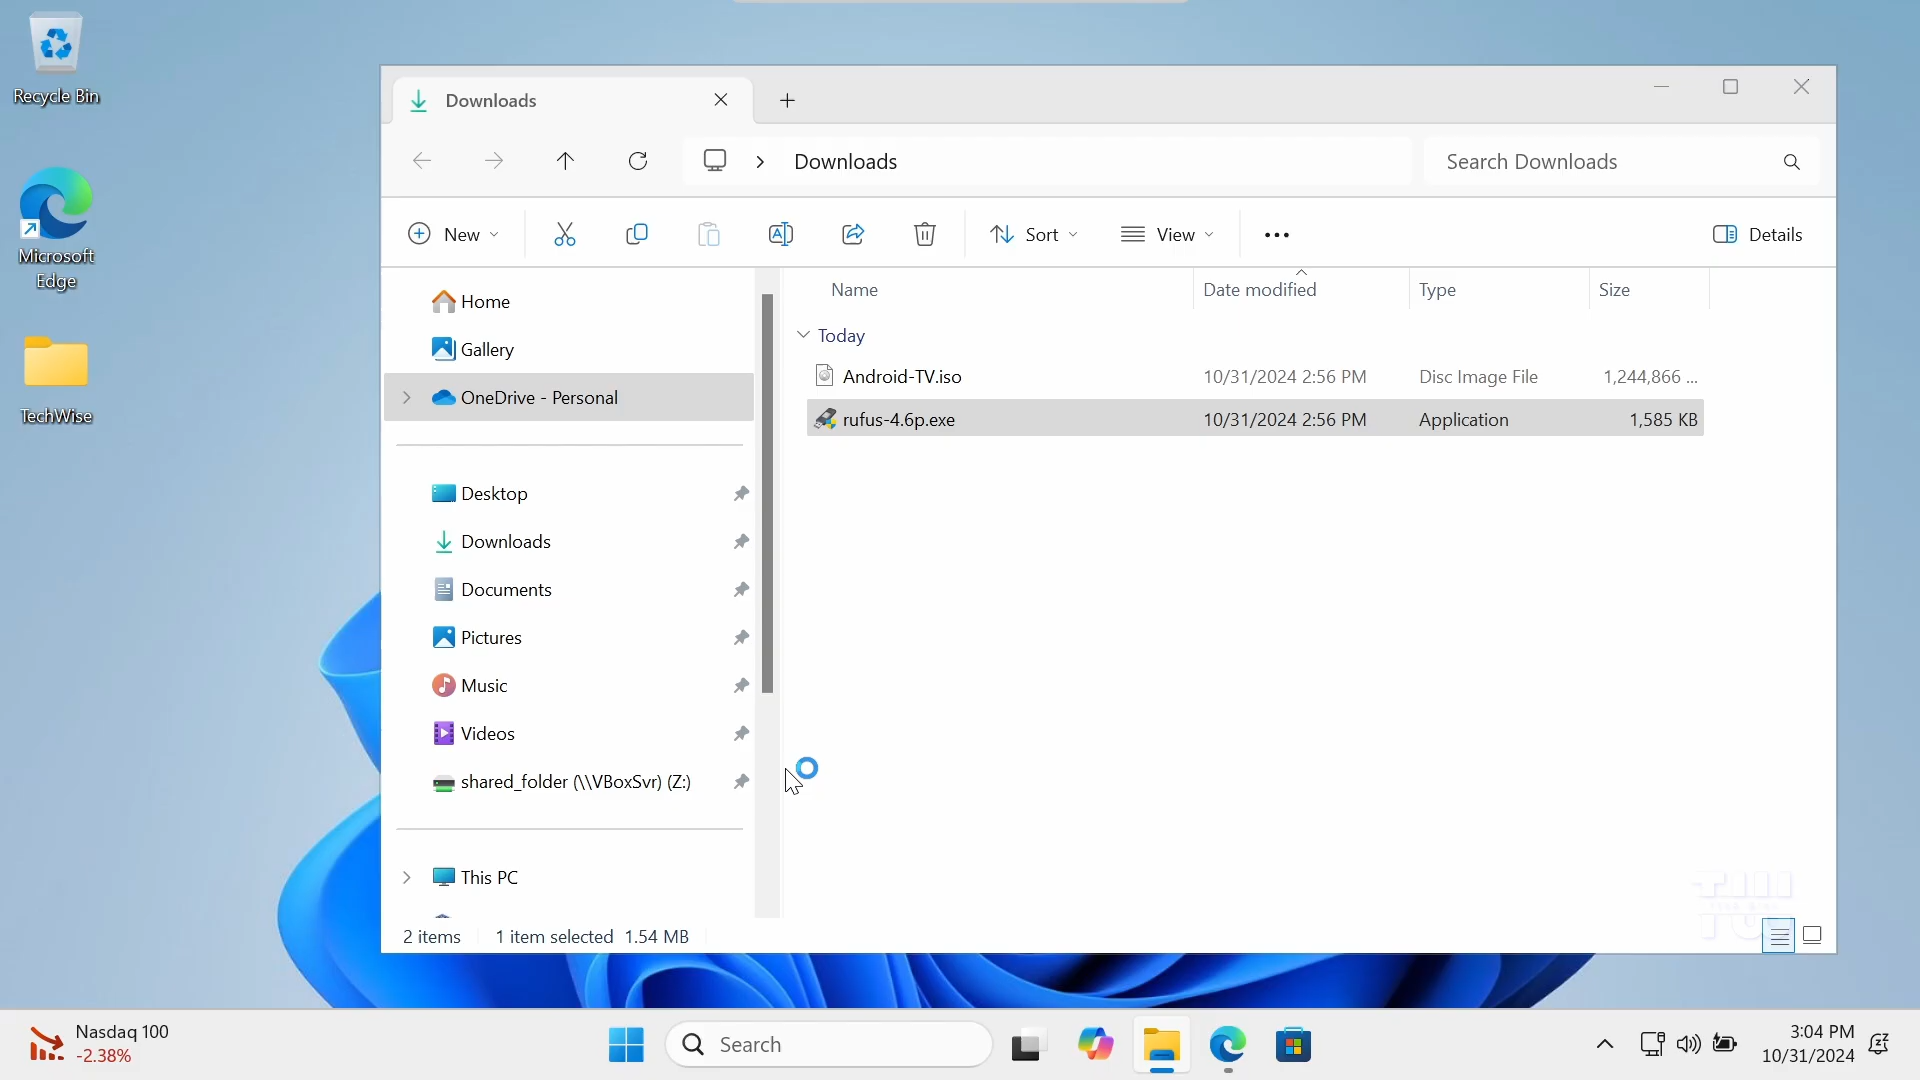 Recycle Bin
Microsoft
Edge
TechWise
Downloads
Downloads
Search Downloads
New
Sort
View
Details
Home
Gallery
OneDrive - Personal
Desktop
Downloads
Documents
Pictures
Music
Videos
shared_folder (\\VBoxSvr) (Z:)
This PC
Name Date modified Type Size
Today
Android-TV.iso 10/31/2024 2:56 PM Disc Image File 1,244,866 ...
rufus-4.6p.exe 10/31/2024 2:56 PM Application 1,585 KB
2 items 1 item selected 1.54 MB
Nasdaq 100
-2.38%
Search
3:04 PM
10/31/2024